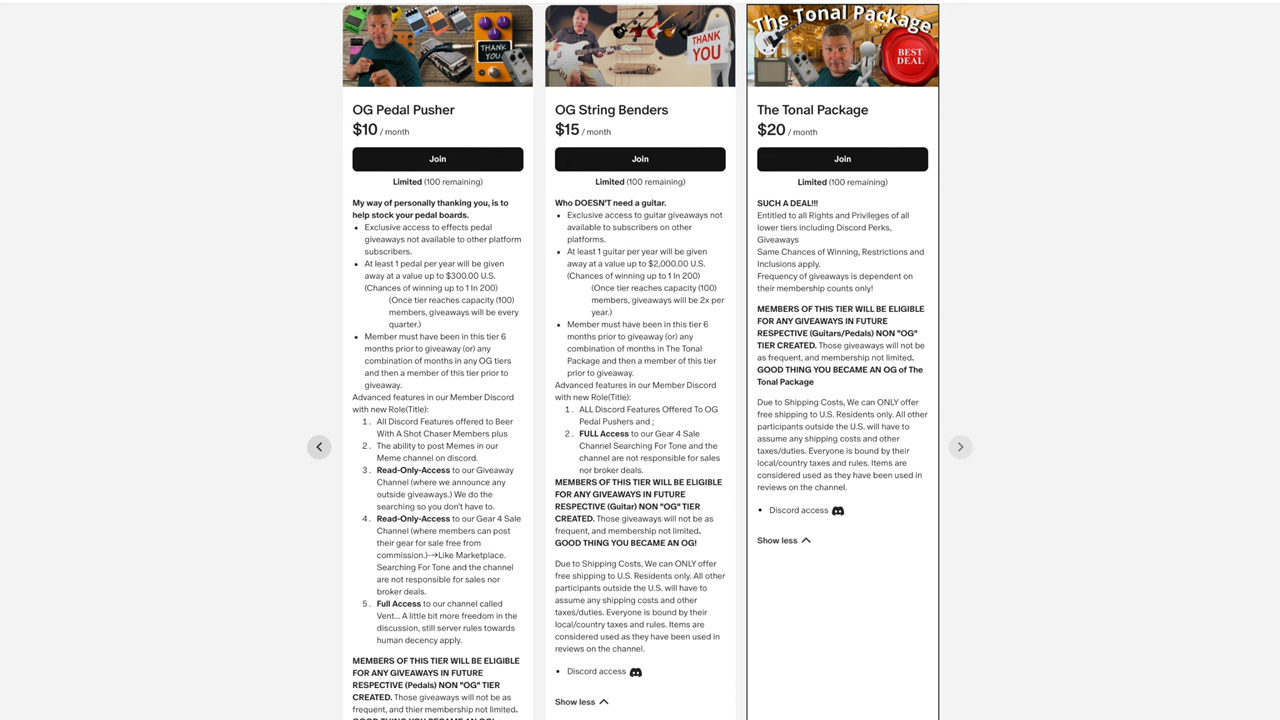 THANK
YOU
OG Pedal Pusher
$10 / month
Join
Limited (100 remaining)
My way of personally thanking you, is to
help stock your pedal boards.
• Exclusive access to effects pedal
giveaways not available to other platform
subscribers.
• At least 1 pedal per year will be given
away at a value up to $300.00 U.S.
(Chances of winning up to 1 In 200)
(Once tier reaches capacity (100)
members, giveaways will be every
quarter.)
• Member must have been in this tier 6
months prior to giveaway (or) any
combination of months in any OG tiers
and then a member of this tier prior to
giveaway.
Advanced features in our Member Discord
with new Role(Title):
1. All Discord Features offered to Beer
With A Shot Chaser Members plus
2. The ability to post Memes in our
Meme channel on discord.
3. Read-Only-Access to our Giveaway
Channel (where we announce any
outside giveaways.) We do the
searching so you don't have to.
4. Read-Only-Access to our Gear 4 Sale
Channel (where members can post
their gear for sale free from
commission.)-→Like Marketplace.
Searching For Tone and the channel
are not responsible for sales nor
broker deals.
5. Full Access to our channel called
Vent... A little bit more freedom in the
discussion, still server rules towards
human decency apply.
MEMBERS OF THIS TIER WILL BE ELIGIBLE
FOR ANY GIVEAWAYS IN FUTURE
RESPECTIVE (Pedals) NON "OG" TIER
CREATED. Those giveaways will not be as
frequent, and thier membership not limited.
GOOD THING YOU BECAME AN OG!
THANK
YOU
OG String Benders
$15 / month
Join
Limited (100 remaining)
Who DOESN'T need a guitar.
• Exclusive access to guitar giveaways not
available to subscribers on other
platforms.
• At least 1 guitar per year will be given
away at a value up to $2,000.00 U.S.
(Chances of winning up to 1 In 200)
(Once tier reaches capacity (100)
members, giveaways will be 2x per
year.)
• Member must have been in this tier 6
months prior to giveaway (or) any
combination of months in The Tonal
Package and then a member of this tier
prior to giveaway.
Advanced features in our Member Discord
with new Role(Title):
1. ALL Discord Features Offered To OG
Pedal Pushers and ;
2. FULL Access to our Gear 4 Sale
Channel Searching For Tone and the
channel are not responsible for sales
nor broker deals.
MEMBERS OF THIS TIER WILL BE ELIGIBLE
FOR ANY GIVEAWAYS IN FUTURE
RESPECTIVE (Guitar) NON "OG" TIER
CREATED. Those giveaways will not be as
frequent, and membership not limited.
GOOD THING YOU BECAME AN OG!
Due to Shipping Costs, We can ONLY offer
free shipping to U.S. Residents only. All other
participants outside the U.S. will have to
assume any shipping costs and other
taxes/duties. Everyone is bound by their
local/country taxes and rules. Items are
considered used as they have been used in
reviews on the channel.
• Discord access
Show less
The Tonal Package
BEST
DEAL
The Tonal Package
$20 / month
Join
Limited (100 remaining)
SUCH A DEAL!!!
Entitled to all Rights and Privileges of all
lower tiers including Discord Perks,
Giveaways
Same Chances of Winning, Restrictions and
Inclusions apply.
Frequency of giveaways is dependent on
their membership counts only!
MEMBERS OF THIS TIER WILL BE ELIGIBLE
FOR ANY GIVEAWAYS IN FUTURE
RESPECTIVE (Guitars/Pedals) NON "OG"
TIER CREATED. Those giveaways will not be
as frequent, and membership not limited.
GOOD THING YOU BECAME AN OG of The
Tonal Package
Due to Shipping Costs, We can ONLY offer
free shipping to U.S. Residents only. All other
participants outside the U.S. will have to
assume any shipping costs and other
taxes/duties. Everyone is bound by their
local/country taxes and rules. Items are
considered used as they have been used in
reviews on the channel.
• Discord access
Show less